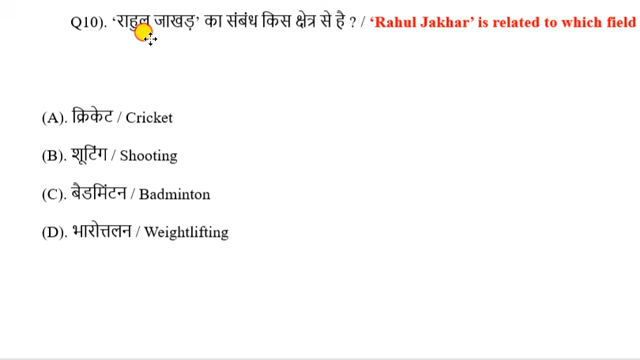 Q10). ‘राहुल जाखड़’ का संबंध किस क्षेत्र से है ? / ‘Rahul Jakhar’ is related to which field
(A). क्रिकेट / Cricket
(B). शूटिंग / Shooting
(C). बैडमिंटन / Badminton
(D). भारोत्तलन / Weightlifting